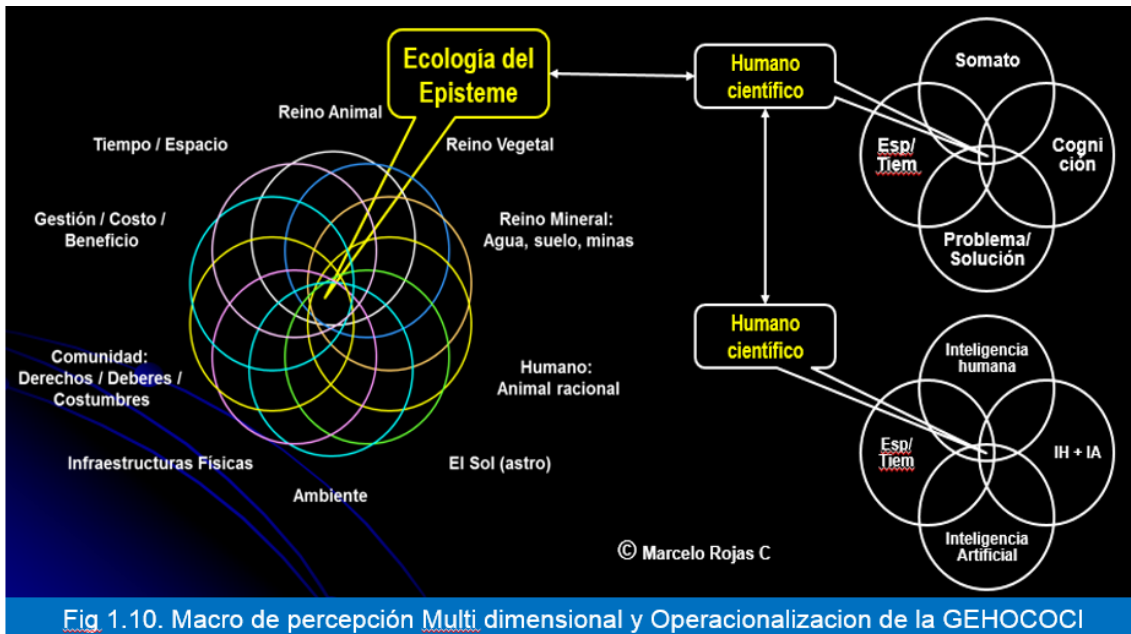 Ecología del
Episteme
Humano
científico
Somato
Esp/
Tiem
Cogni
ción
Problema/
Solución
Reino Animal
Tiempo / Espacio
Reino Vegetal
Gestión / Costo /
Beneficio
Reino Mineral:
Agua, suelo, minas
Comunidad:
Derechos / Deberes /
Costumbres
Humano:
Animal racional
Infraestructuras Físicas
El Sol (astro)
Ambiente
Humano
científico
Inteligencia
humana
Esp/
Tiem
IH + IA
Inteligencia
Artificial
© Marcelo Rojas C
Fig 1.10. Macro de percepción Multi dimensional y Operacionalizacion de la GEHOCOCI